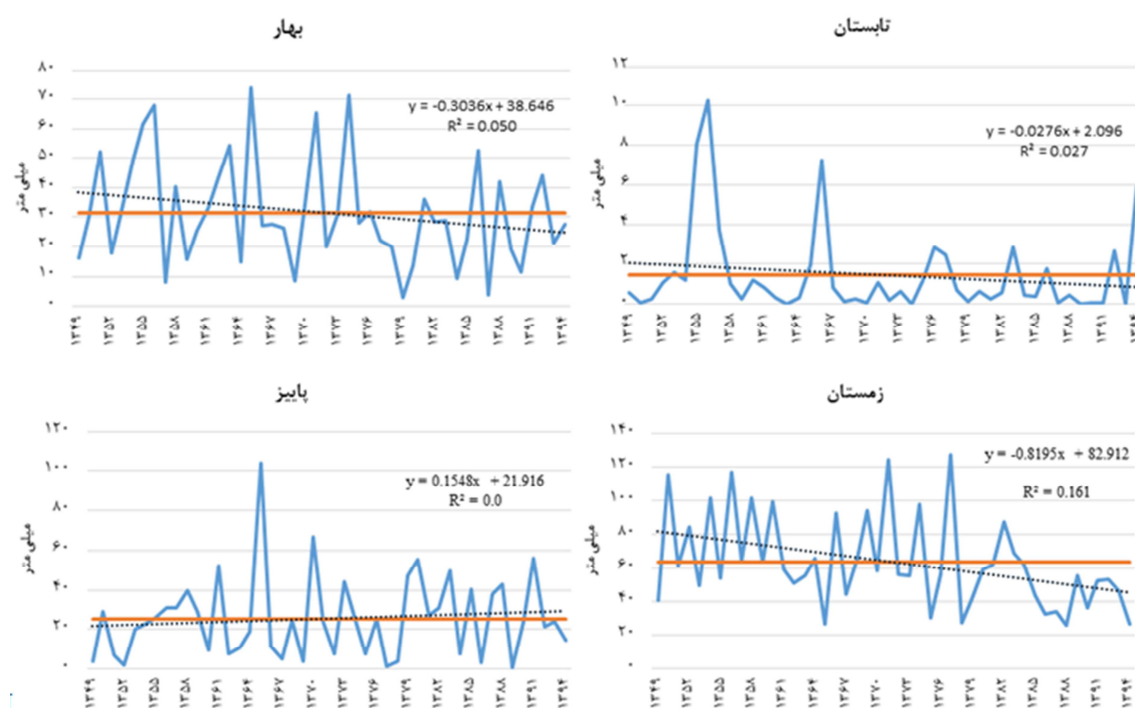 بهار
۸۰
۷۰
۶۰
۵۰
۴۰
۳۰
۲۰
۱۰
۰
میلی متر
y = -0.3036x + 38.646
R² = 0.050
۱۳۴۹ ۱۳۵۲ ۱۳۵۵ ۱۳۵۸ ۱۳۶۱ ۱۳۶۴ ۱۳۶۷ ۱۳۷۰ ۱۳۷۳ ۱۳۷۶ ۱۳۷۹ ۱۳۸۲ ۱۳۸۵ ۱۳۸۸ ۱۳۹۱ ۱۳۹۴
تابستان
۱۲
۱۰
۸
۶
۴
۲
۰
میلی متر
y = -0.0276x + 2.096
R² = 0.027
۱۳۴۹ ۱۳۵۲ ۱۳۵۵ ۱۳۵۸ ۱۳۶۱ ۱۳۶۴ ۱۳۶۷ ۱۳۷۰ ۱۳۷۳ ۱۳۷۶ ۱۳۷۹ ۱۳۸۲ ۱۳۸۵ ۱۳۸۸ ۱۳۹۱
پاییز
۱۲۰
۱۰۰
۸۰
۶۰
۴۰
۲۰
۰
میلی متر
y = 0.1548x + 21.916
R² = 0.0
۱۳۴۹ ۱۳۵۲ ۱۳۵۵ ۱۳۵۸ ۱۳۶۱ ۱۳۶۴ ۱۳۶۷ ۱۳۷۰ ۱۳۷۳ ۱۳۷۶ ۱۳۷۹ ۱۳۸۲ ۱۳۸۵ ۱۳۸۸ ۱۳۹۱ ۱۳۹۴
زمستان
۱۴۰
۱۲۰
۱۰۰
۸۰
۶۰
۴۰
۲۰
۰
میلی متر
y = -0.8195x + 82.912
R² = 0.161
۱۳۴۹ ۱۳۵۲ ۱۳۵۵ ۱۳۵۸ ۱۳۶۱ ۱۳۶۴ ۱۳۶۷ ۱۳۷۰ ۱۳۷۳ ۱۳۷۶ ۱۳۷۹ ۱۳۸۲ ۱۳۸۵ ۱۳۸۸ ۱۳۹۱ ۱۳۹۴